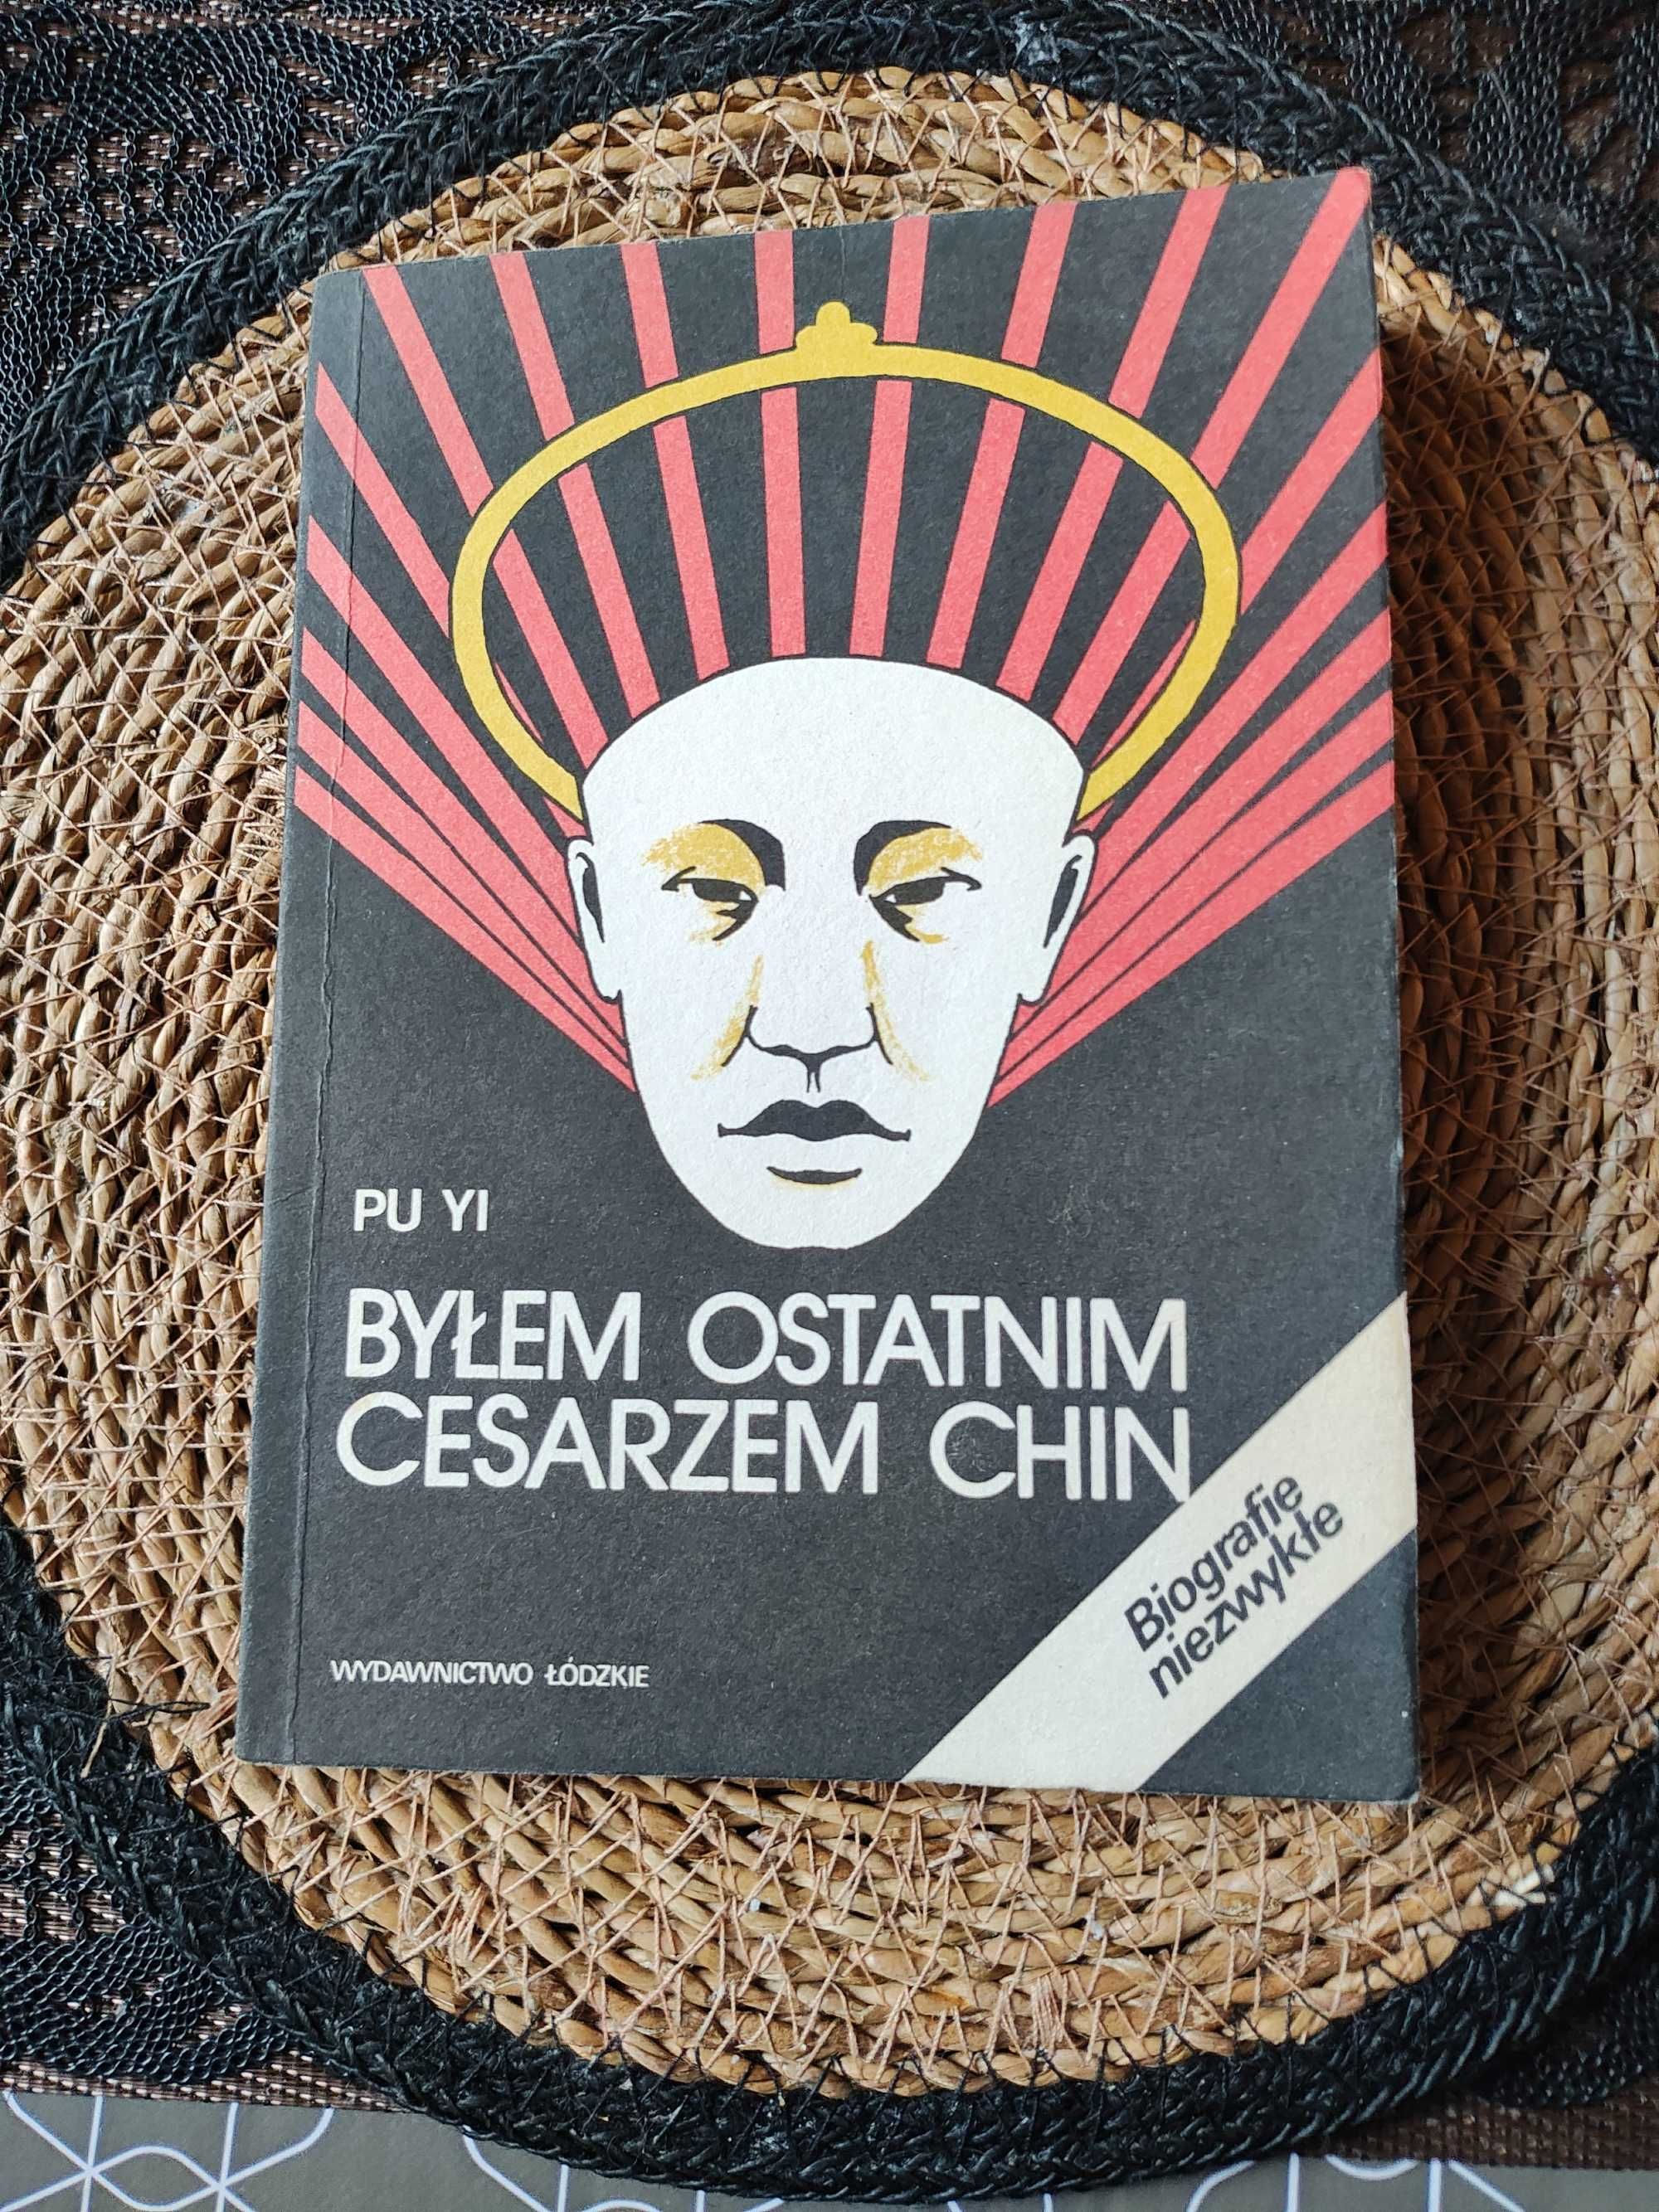 PU YI
BYŁEM OSTATNIM
CESARZEM CHIN
Biografie
niezwykłe
WYDAWNICTWO ŁÓDZKIE